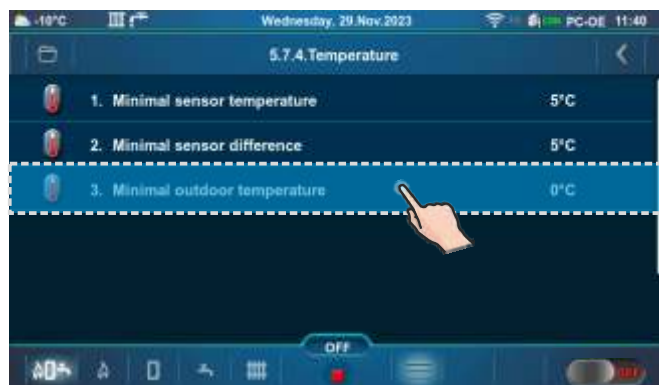 -10°C Wednesday, 29.Nov.2023 PC-OE 11:40
5.7.4.Temperature
1. Minimal sensor temperature 5°C
2. Minimal sensor difference 5°C
3. Minimal outdoor temperature 0°C
OFF
OFF